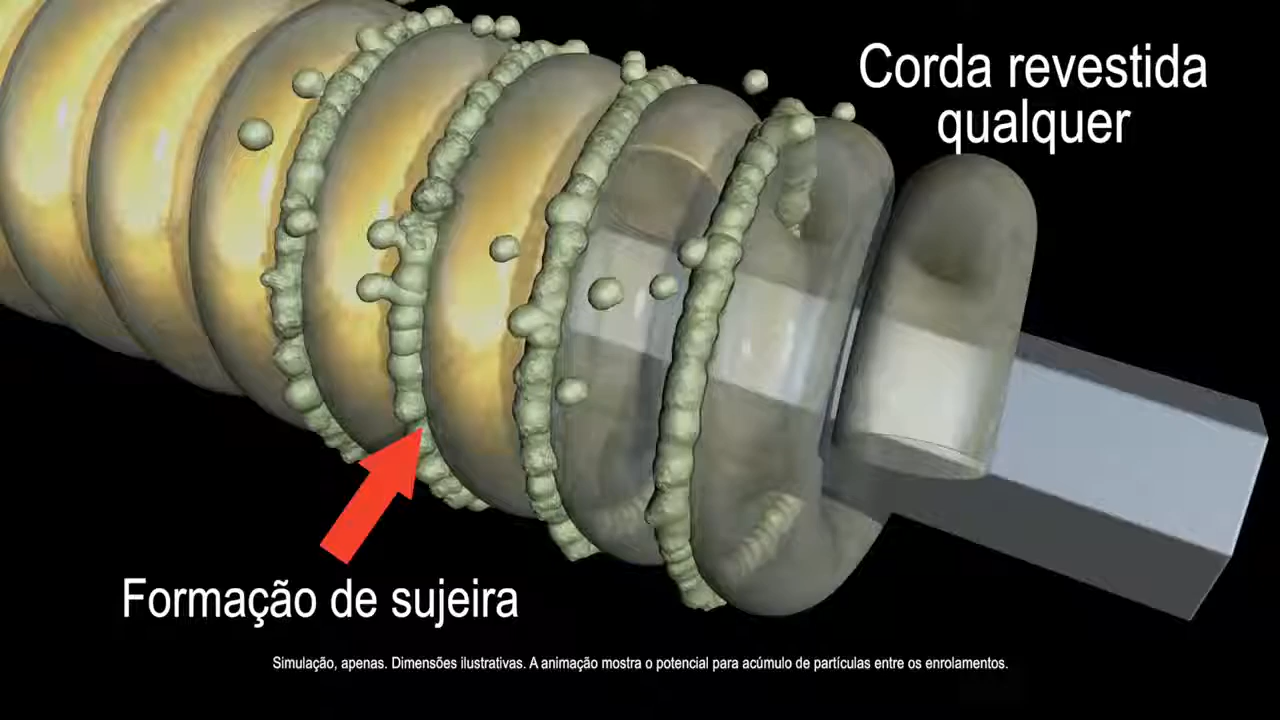 Corda revestida
qualquer
Formação de sujeira
Simulação, apenas. Dimensões ilustrativas. A animação mostra o potencial para acúmulo de partículas entre os enrolamentos.